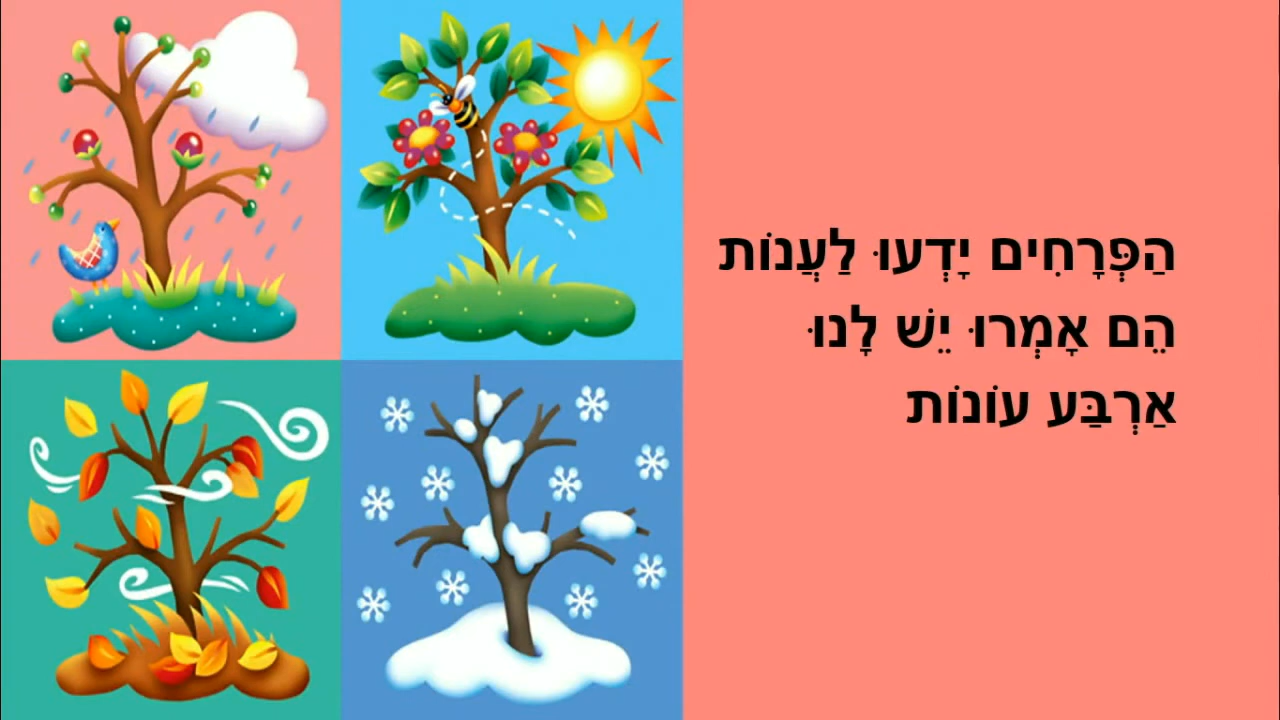 הַפְּרָחִים יָדְעוּ לַעֲנוֹת
הֵם אָמְרוּ יֵשׁ לָנוּ
אַרְבַּע עוֹנוֹת